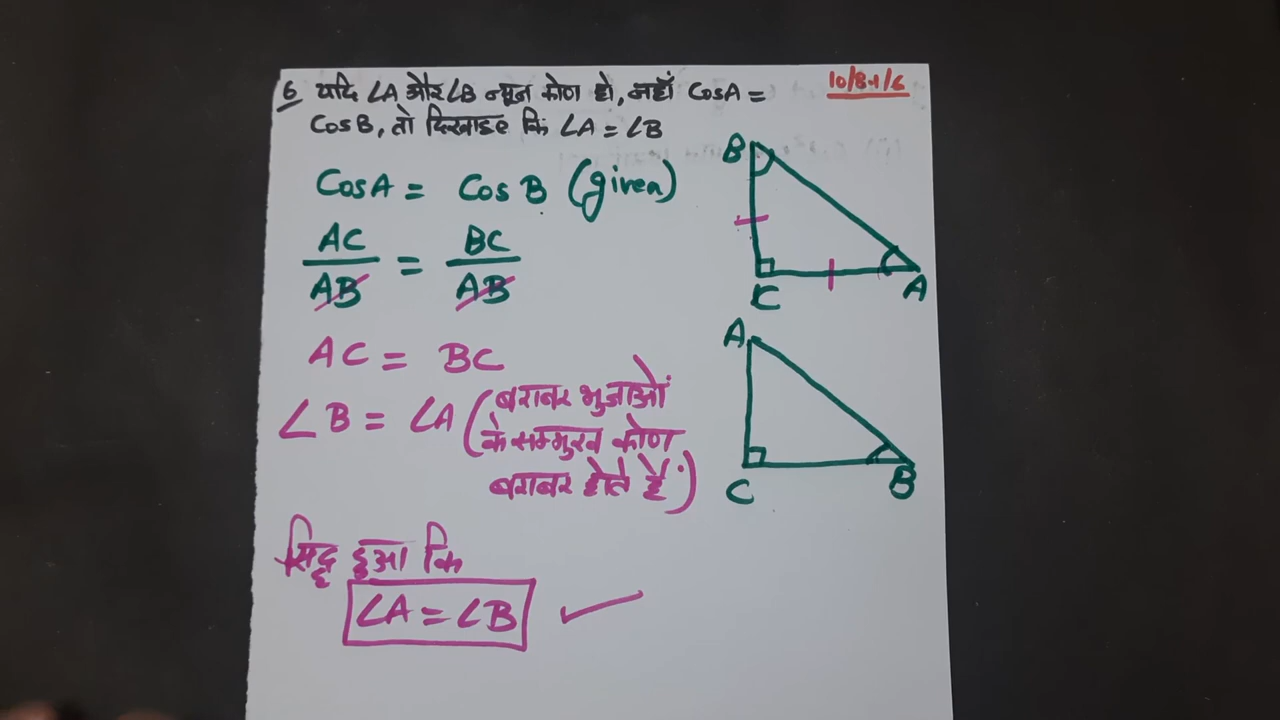 6 यदि ∠A और ∠B न्यून कोण हो, जहाँ CosA =
10/8.1/6
CosB, तो दिखाइए कि ∠A = ∠B
CosA = CosB (given)
AC/AB = BC/AB
AC = BC
∠B = ∠A (बराबर भुजाओं
के सम्मुख कोण
बराबर होते हैं)
सिद्ध हुआ कि
∠A = ∠B
B
C
A
A
C
B